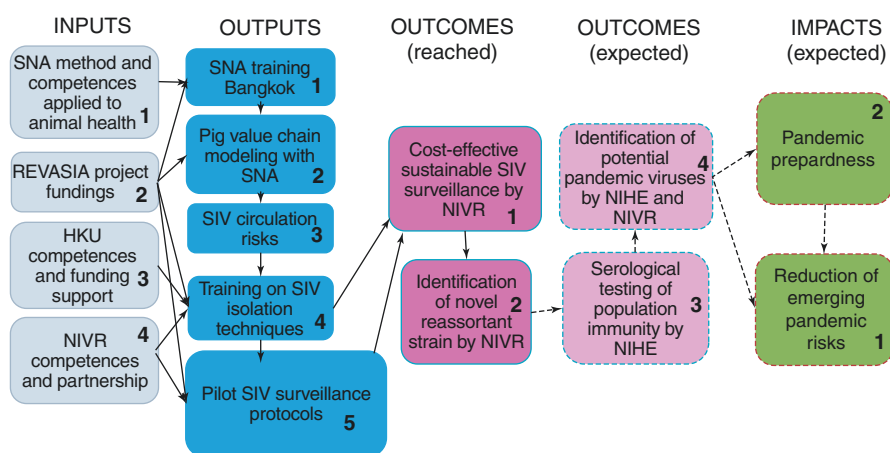 INPUTS
SNA method and
competences
applied to
animal health
1
REVASIA project
fundings
2
HKU
competences
and funding
support
3
4
NIVR
competences
and partnership
OUTPUTS
SNA training
Bangkok
1
Pig value chain
modeling with
SNA
2
SIV circulation
risks
3
Training on SIV
isolation
techniques
4
Pilot SIV surveillance
protocols
5
OUTCOMES
(reached)
Cost-effective
sustainable SIV
surveillance by
NIVR
1
Identification
of novel
reassortant
strain by NIVR
2
OUTCOMES
(expected)
Identification of
potential
pandemic viruses
by NIHE and
NIVR
4
Serological
testing of
population
immunity by
NIHE
3
IMPACTS
(expected)
2
Pandemic
prepardness
Reduction of
emerging
pandemic
risks
1